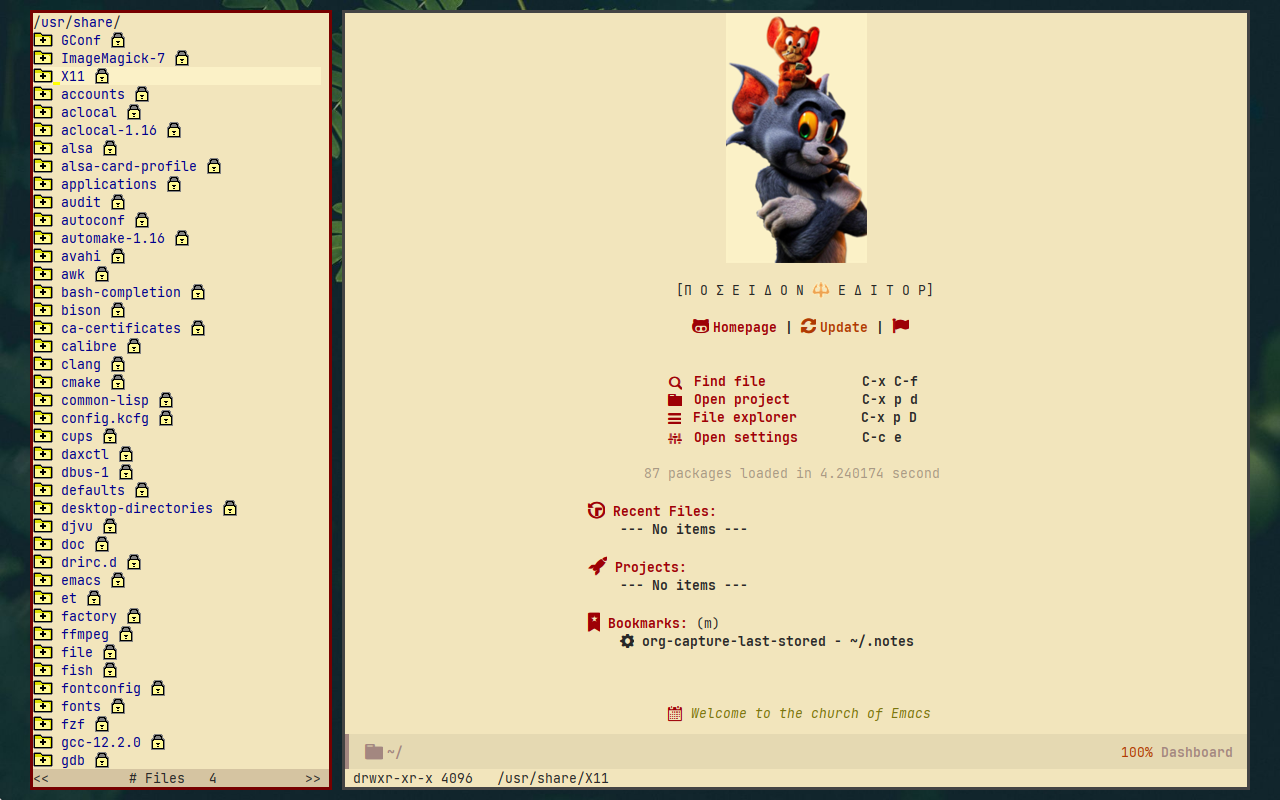 /usr/share/
GConf
ImageMagick-7
X11
accounts
aclocal
aclocal-1.16
alsa
alsa-card-profile
applications
audit
autoconf
automake-1.16
avahi
awk
bash-completion
bison
ca-certificates
calibre
clang
cmake
common-lisp
config.kcfg
cups
daxctl
dbus-1
defaults
desktop-directories
djvu
doc
drirc.d
emacs
et
factory
ffmpeg
file
fish
fontconfig
fonts
fzf
gcc-12.2.0
gdb
<< # Files 4 >>
[Π Ο Σ Ε Ι Δ Ο Ν 🔱 Ε Δ Ι Τ Ο Ρ]
Homepage | Update |
Find file C-x C-f
Open project C-x p d
File explorer C-x p D
Open settings C-c e
87 packages loaded in 4.240174 second
Recent Files:
--- No items ---
Projects:
--- No items ---
Bookmarks: (m)
org-capture-last-stored - ~/.notes
Welcome to the church of Emacs
~/ 100% Dashboard
drwxr-xr-x 4096 /usr/share/X11